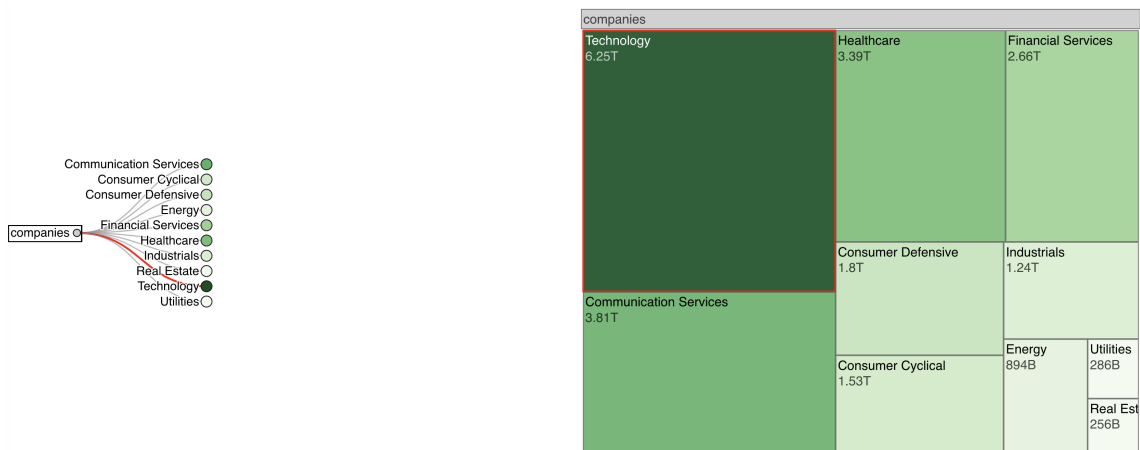 companies
Communication Services
Consumer Cyclical
Consumer Defensive
Energy
Financial Services
Healthcare
Industrials
Real Estate
Technology
Utilities
companies
Technology
6.25T
Communication Services
3.81T
Healthcare
3.39T
Financial Services
2.66T
Consumer Defensive
1.8T
Industrials
1.24T
Consumer Cyclical
1.53T
Energy
894B
Utilities
286B
Real Est
256B